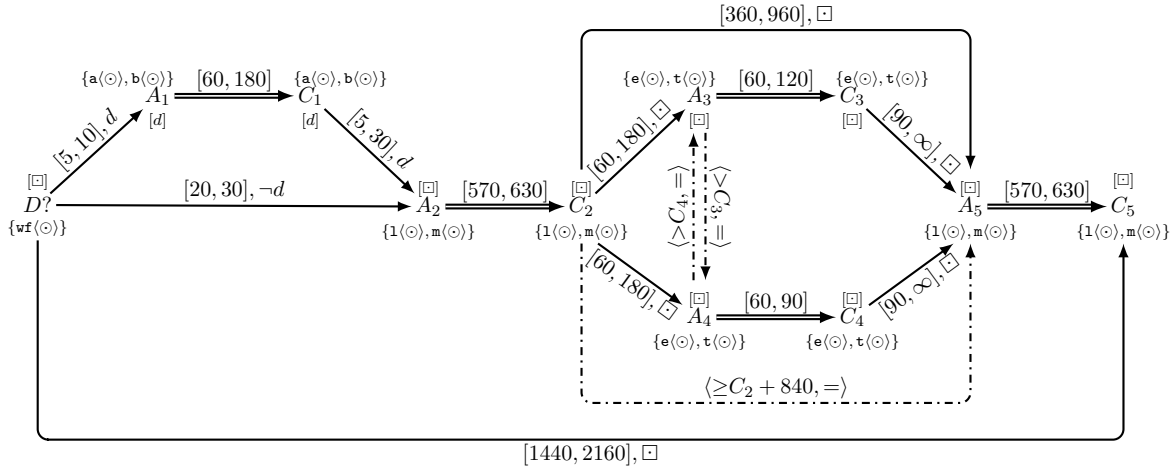 [360, 960], ⊡
{a⟨⊙⟩, b⟨⊙⟩}
[60, 180]
{a⟨⊙⟩, b⟨⊙⟩}
{e⟨⊙⟩, t⟨⊙⟩}
[60, 120]
{e⟨⊙⟩, t⟨⊙⟩}
A₁
C₁
A₃
C₃
[d]
[d]
[⊡]
[⊡]
[5, 10], d
[5, 30], d
[60, 180], ⊡
[90, ∞], ⊡
[⊡]
[20, 30], ¬d
[⊡]
[570, 630]
[⊡]
⟨>C₄, =⟩
⟨>C₃, =⟩
[⊡]
[570, 630]
[⊡]
D?
A₂
C₂
A₅
C₅
{wf⟨⊙⟩}
{l⟨⊙⟩, m⟨⊙⟩}
{l⟨⊙⟩, m⟨⊙⟩}
{l⟨⊙⟩, m⟨⊙⟩}
{l⟨⊙⟩, m⟨⊙⟩}
[60, 180], ⊡
[90, ∞], ⊡
[⊡]
[60, 90]
[⊡]
A₄
C₄
{e⟨⊙⟩, t⟨⊙⟩}
{e⟨⊙⟩, t⟨⊙⟩}
⟨≥C₂ + 840, =⟩
[1440, 2160], ⊡